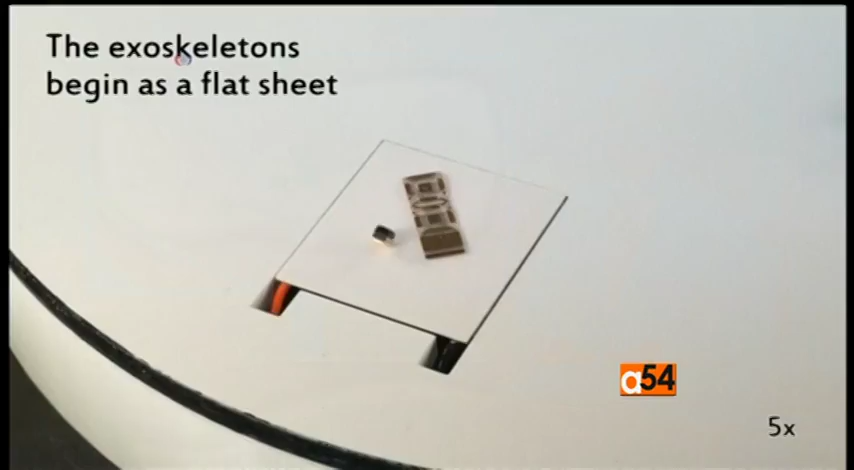 The exoskeletons
begin as a flat sheet
a54
5x